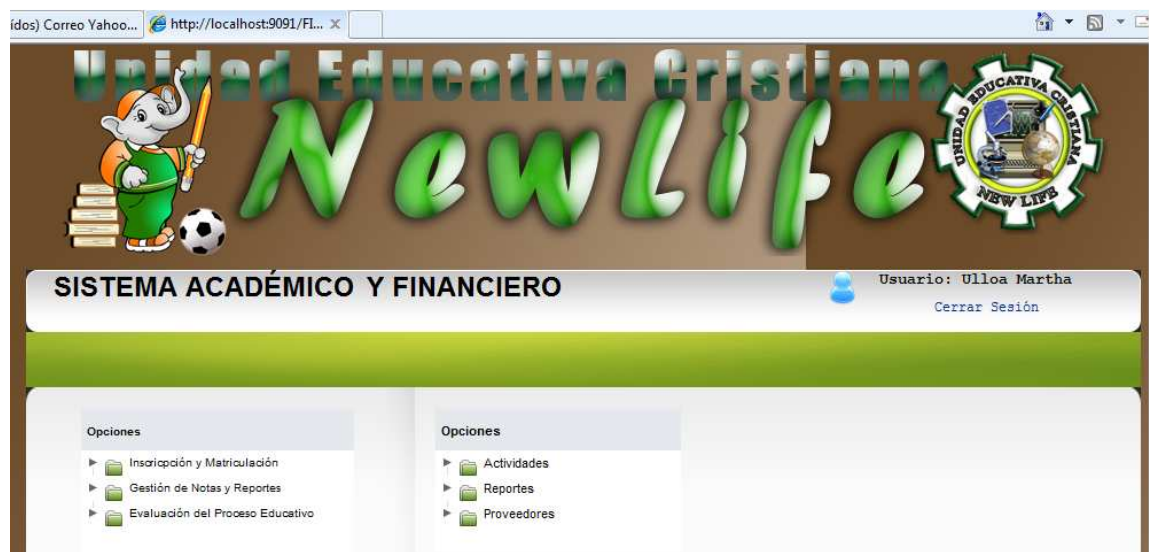 ídos) Correo Yahoo... http://localhost:9091/FI...
Unidad Educativa Cristiana
NewLife
UNIDAD EDUCATIVA CRISTIANA
NEW LIFE
SISTEMA ACADÉMICO Y FINANCIERO
Usuario: Ulloa Martha
Cerrar Sesión
Opciones
Inscripción y Matriculación
Gestión de Notas y Reportes
Evaluación del Proceso Educativo
Opciones
Actividades
Reportes
Proveedores